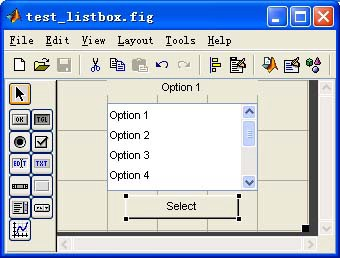 test_listbox.fig
File Edit View Layout Tools Help
Option 1
OK TGL
Option 1
Option 2
EDIT TXT
Option 3
Option 4
Select